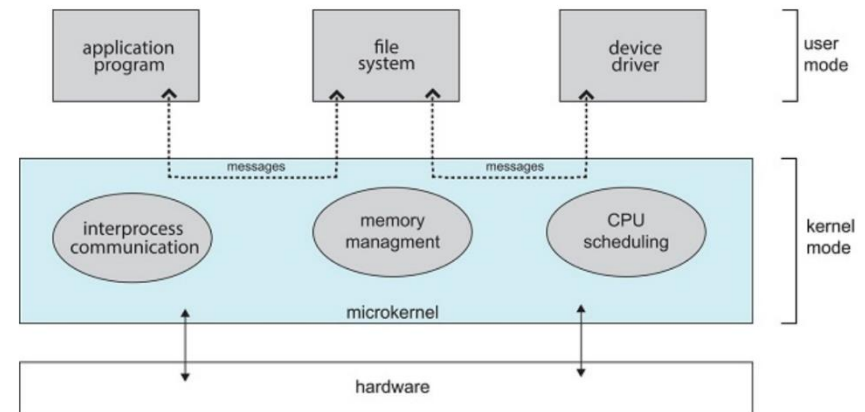 application
program
file
system
device
driver
user
mode
messages
messages
interprocess
communication
memory
managment
CPU
scheduling
kernel
mode
microkernel
hardware